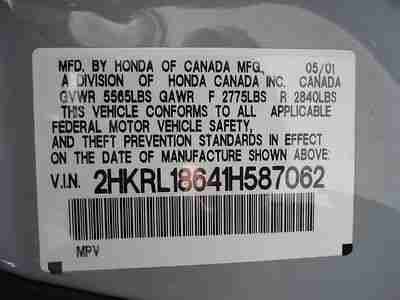 MFD. BY HONDA OF CANADA MFG., 05/01
A DIVISION OF HONDA CANADA INC. CANADA
GVWR 5565LBS GAWR F 2775LBS R 2840LBS
THIS VEHICLE CONFORMS TO ALL APPLICABLE
FEDERAL MOTOR VEHICLE SAFETY,
AND THEFT PREVENTION STANDARDS IN EFFECT
ON THE DATE OF MANUFACTURE SHOWN ABOVE:
V.I.N. 2HKRL18641H587062
MPV